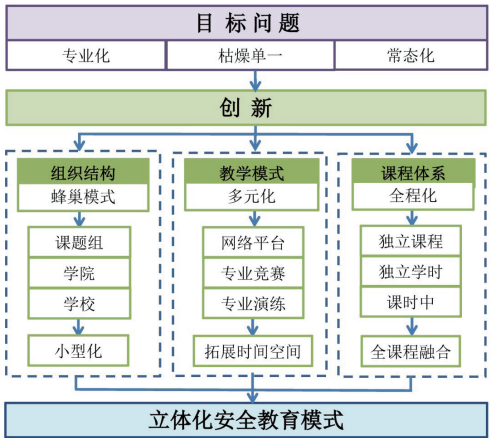 目标问题
专业化 枯燥单一 常态化
创新
组织结构 教学模式 课程体系
蜂巢模式 多元化 全程化
课题组 网络平台 独立课程
学院 专业竞赛 独立学时
学校 专业演练 课时中
小型化 拓展时间空间 全课程融合
立体化安全教育模式